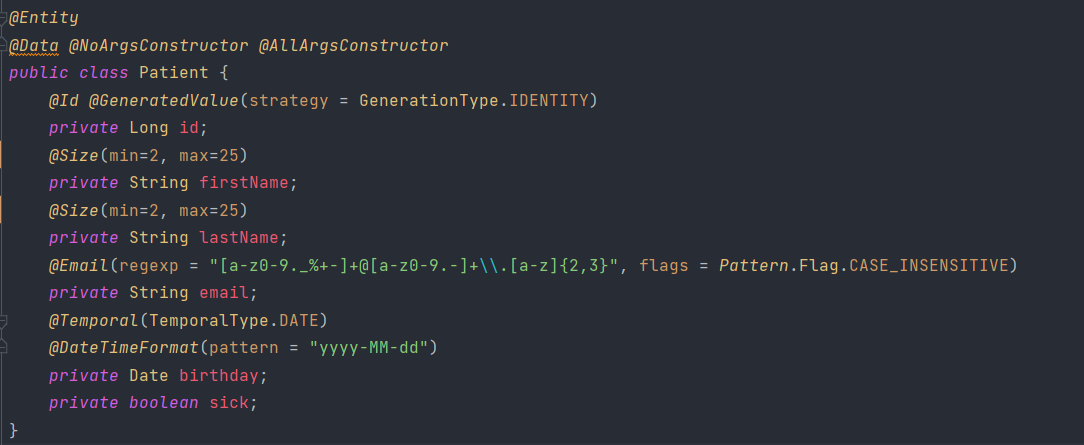 @Entity
@Data @NoArgsConstructor @AllArgsConstructor
public class Patient {
    @Id @GeneratedValue(strategy = GenerationType.IDENTITY)
    private Long id;
    @Size(min=2, max=25)
    private String firstName;
    @Size(min=2, max=25)
    private String lastName;
    @Email(regexp = "[a-z0-9._%+-]+@[a-z0-9.-]+\\.[a-z]{2,3}", flags = Pattern.Flag.CASE_INSENSITIVE)
    private String email;
    @Temporal(TemporalType.DATE)
    @DateTimeFormat(pattern = "yyyy-MM-dd")
    private Date birthday;
    private boolean sick;
}